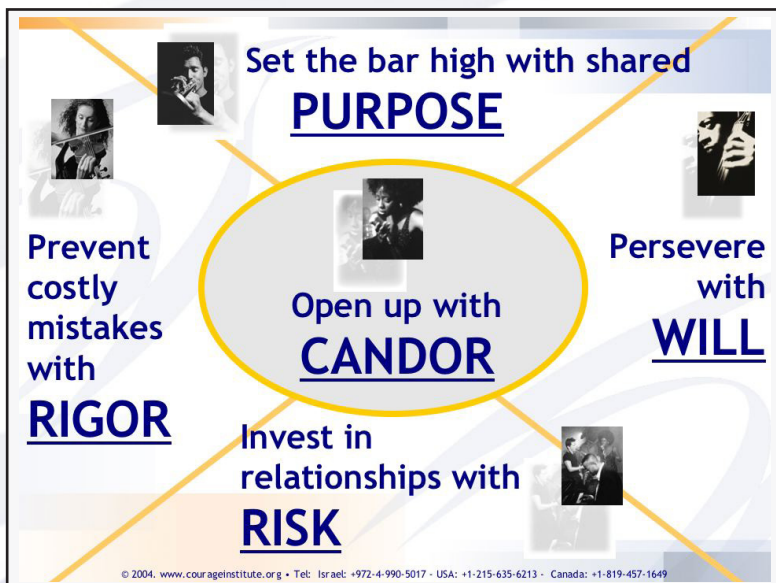 Set the bar high with shared
PURPOSE
Prevent
costly
mistakes
with
RIGOR
Open up with
CANDOR
Persevere
with
WILL
Invest in
relationships with
RISK
© 2004. www.courageinstitute.org • Tel: Israel: +972-4-990-5017 - USA: +1-215-635-6213 - Canada: +1-819-457-1649